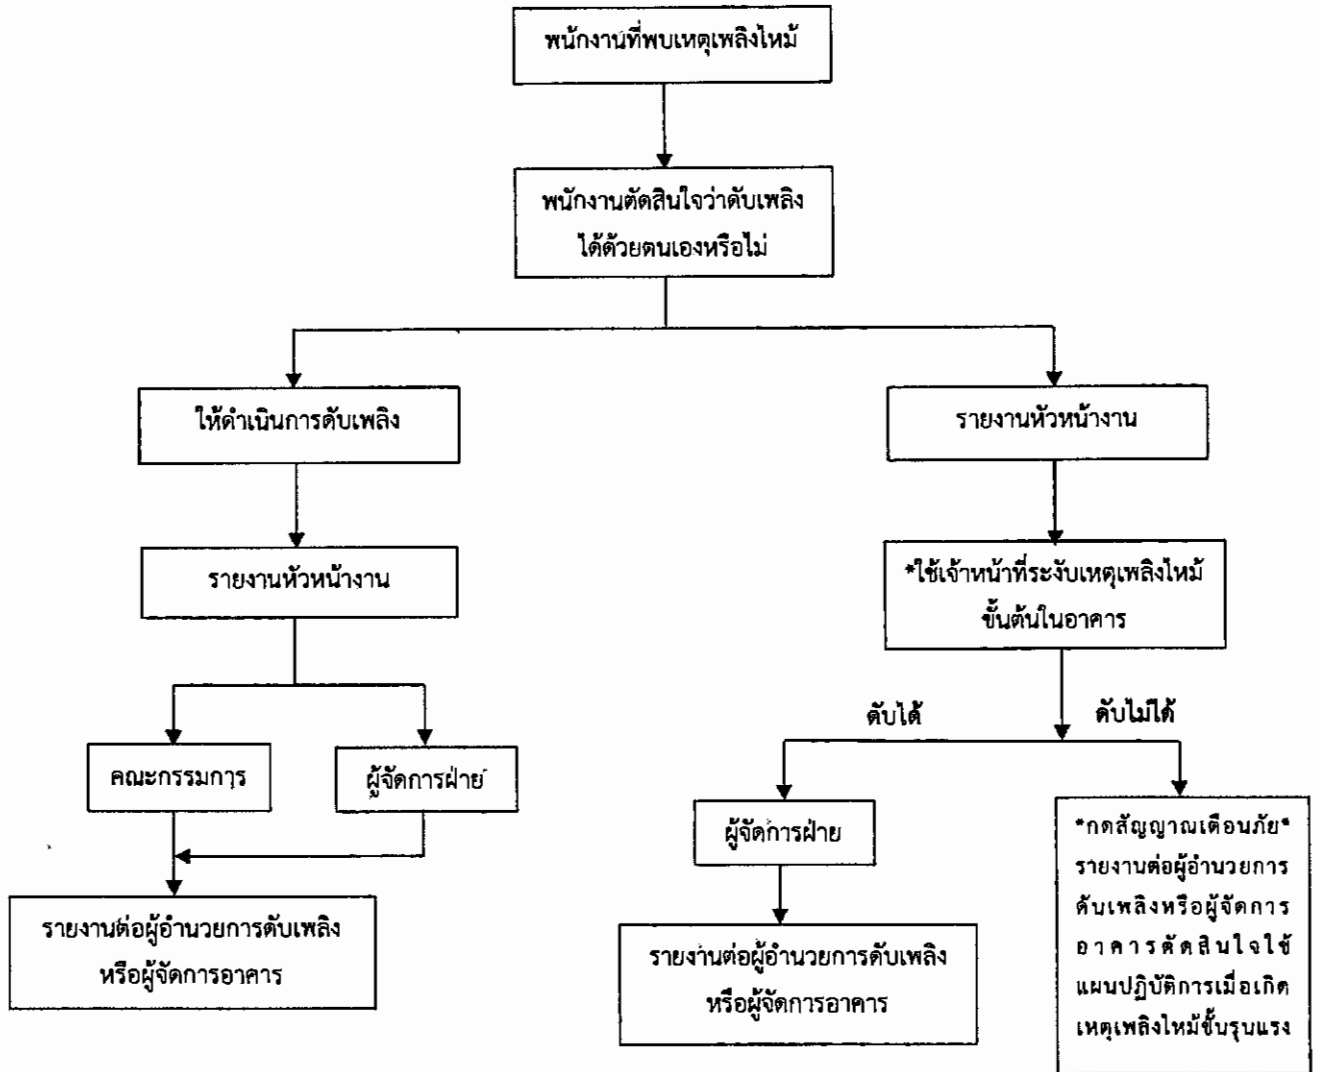 พนักงานที่พบเหตุเพลิงไหม้
พนักงานตัดสินใจว่าดับเพลิง
ได้ด้วยตนเองหรือไม่
ให้ดำเนินการดับเพลิง
รายงานหัวหน้างาน
รายงานหัวหน้างาน
*ใช้เจ้าหน้าที่ระงับเหตุเพลิงไหม้
ขั้นต้นในอาคาร
ดับได้
ดับไม่ได้
คณะกรรมการ
ผู้จัดการฝ่าย
ผู้จัดการฝ่าย
*กดสัญญาณเตือนภัย*
รายงานต่อผู้อำนวยการ
ดับเพลิงหรือผู้จัดการ
อาคารตัดสินใจใช้
แผนปฏิบัติการเมื่อเกิด
เหตุเพลิงไหม้ขั้นรุนแรง
รายงานต่อผู้อำนวยการดับเพลิง
หรือผู้จัดการอาคาร
รายงานต่อผู้อำนวยการดับเพลิง
หรือผู้จัดการอาคาร